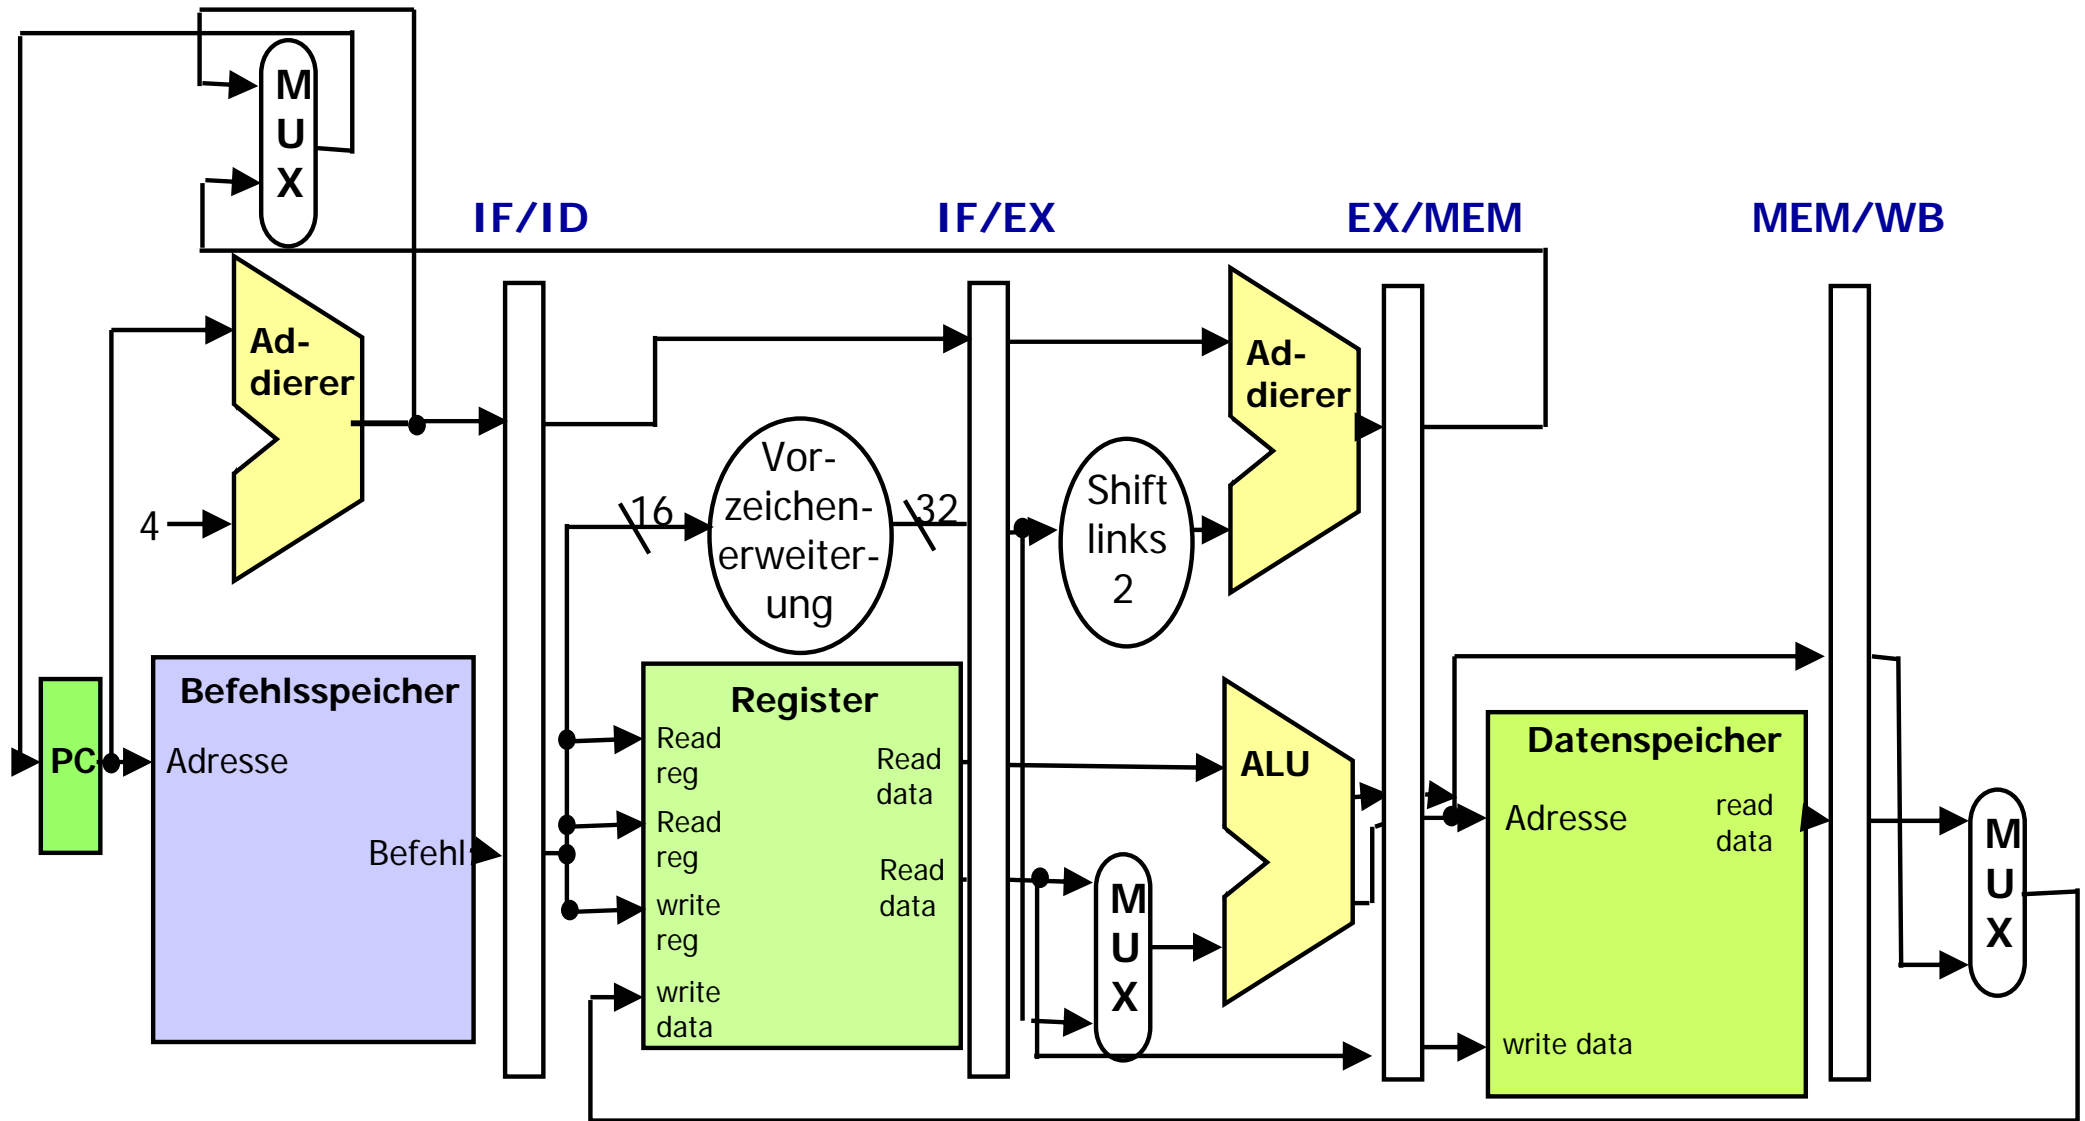 M
U
X
IF/ID
IF/EX
EX/MEM
MEM/WB
Ad-
dierer
4
16
Vor-
zeichen-
erweiter-
ung
32
Shift
links
2
Ad-
dierer
PC
Befehlsspeicher
Adresse
Befehl
Register
Read
reg
Read
reg
write
reg
write
data
Read
data
Read
data
M
U
X
ALU
Datenspeicher
Adresse
read
data
write data
M
U
X